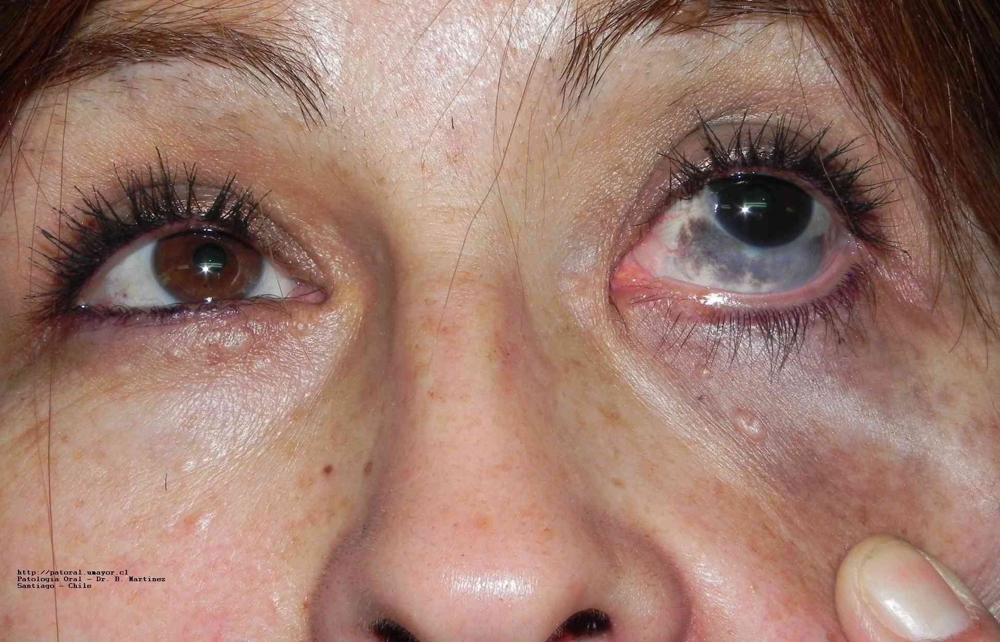 http://patoral.umayor.cl
Patologia Oral - Dr. B. Martinez
Santiago - Chile